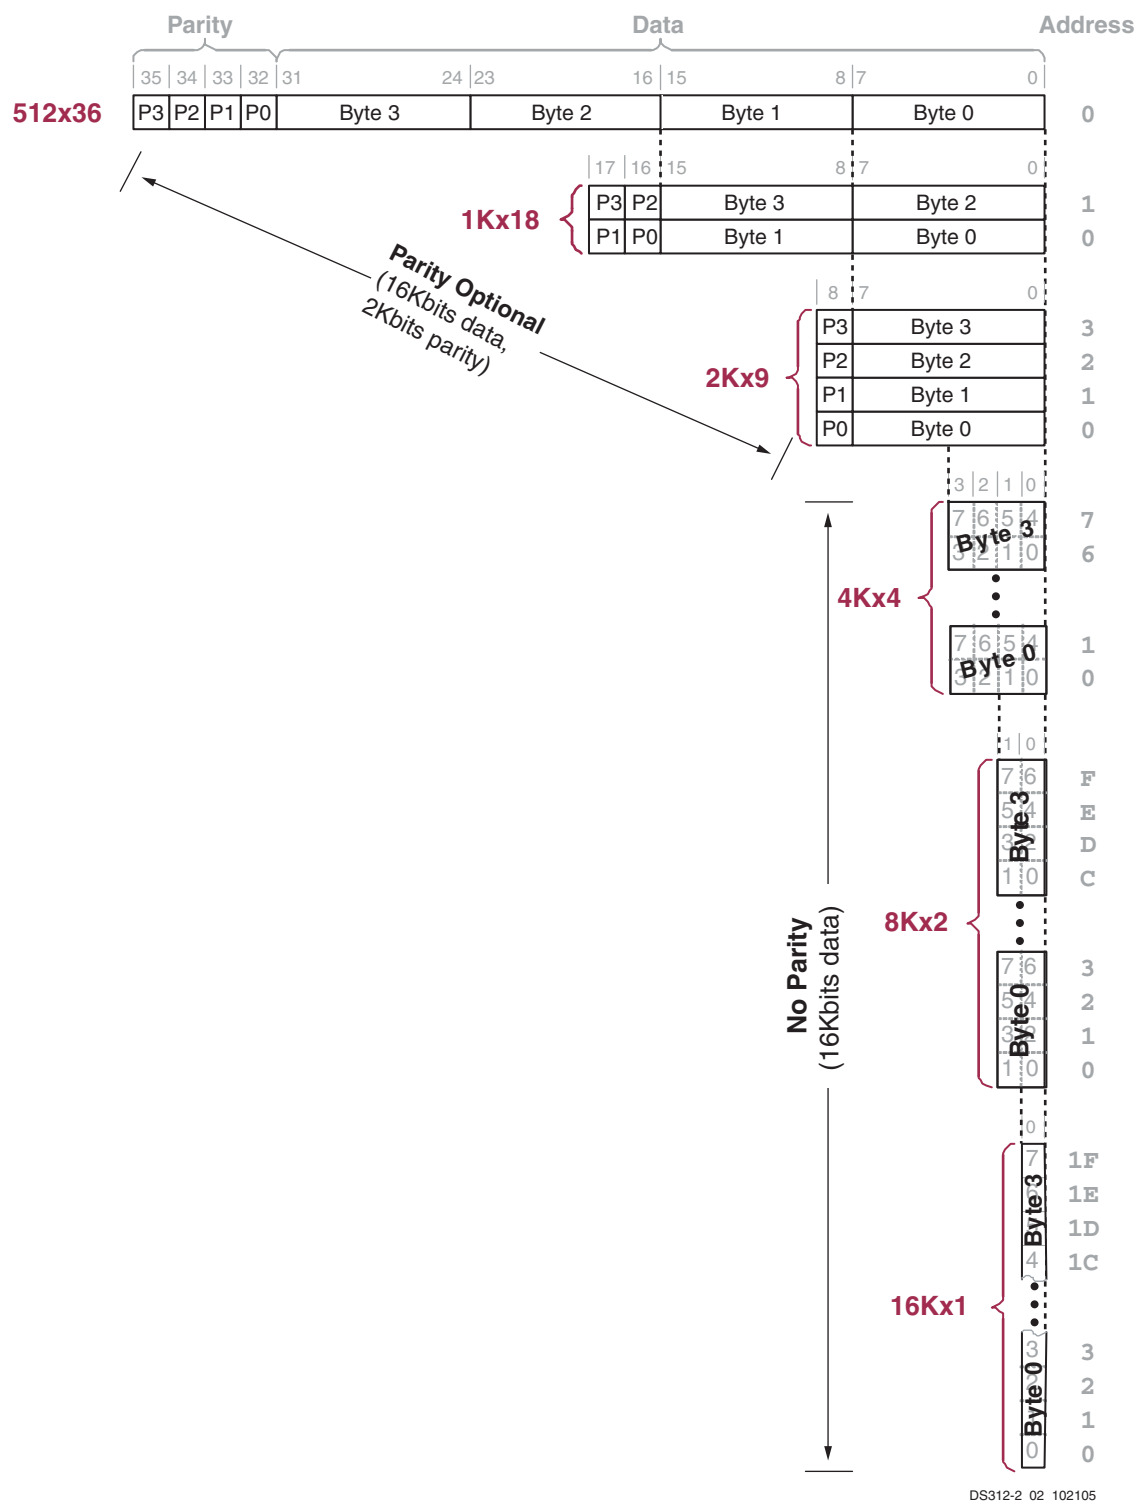 Parity Data Address
35 34 33 32 31 24 23 16 15 8 7 0
512x36 P3 P2 P1 P0 Byte 3 Byte 2 Byte 1 Byte 0 0
17 16 15 8 7 0
1Kx18
P3 P2 Byte 3 Byte 2 1
P1 P0 Byte 1 Byte 0 0
Parity Optional
(16Kbits data,
2Kbits parity)
8 7 0
2Kx9
P3 Byte 3 3
P2 Byte 2 2
P1 Byte 1 1
P0 Byte 0 0
3 2 1 0
4Kx4
7 6 5 4 7
Byte 3
3 2 1 0 6
7 6 5 4 1
Byte 0
3 2 1 0 0
No Parity
(16Kbits data)
1 0
8Kx2
7 6 F
5 4 E
Byte 3
3 2 D
1 0 C
7 6 3
5 4 2
Byte 0
3 2 1
1 0 0
0
16Kx1
7 1F
6 1E
Byte 3
1D
4 1C
3 3
2 2
Byte 0
1
0 0
DS312-2_02_102105